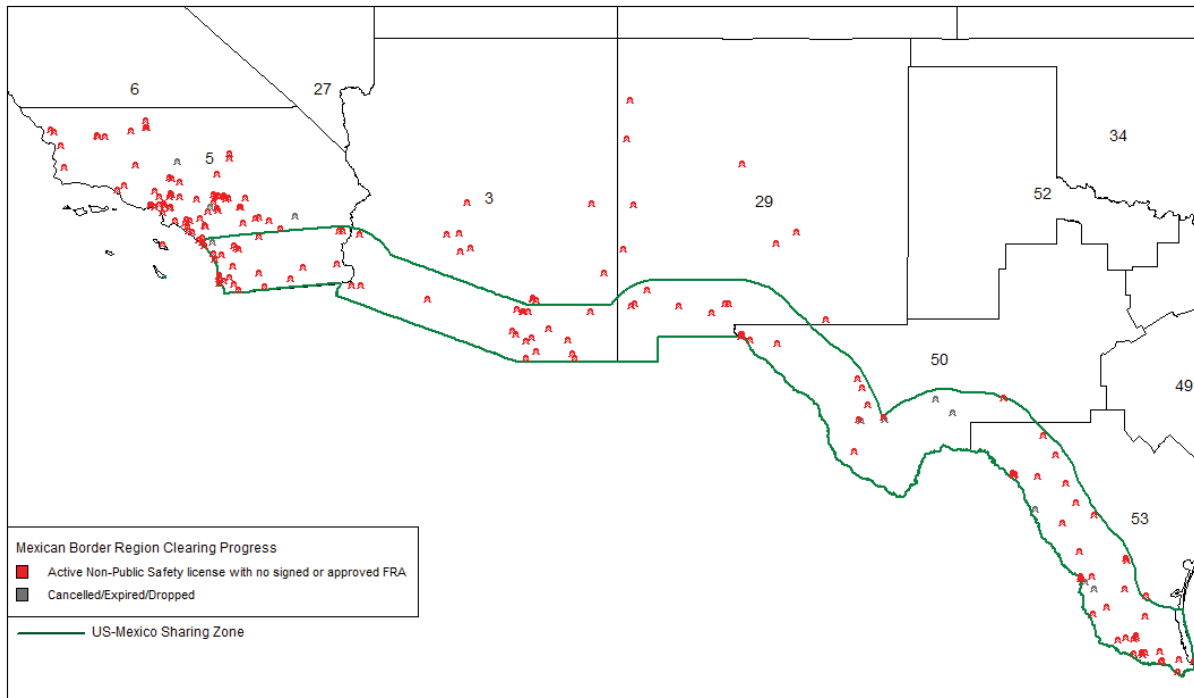 6
27
34
5
52
3
29
50
49
53
Mexican Border Region Clearing Progress
Active Non-Public Safety license with no signed or approved FRA
Cancelled/Expired/Dropped
US-Mexico Sharing Zone